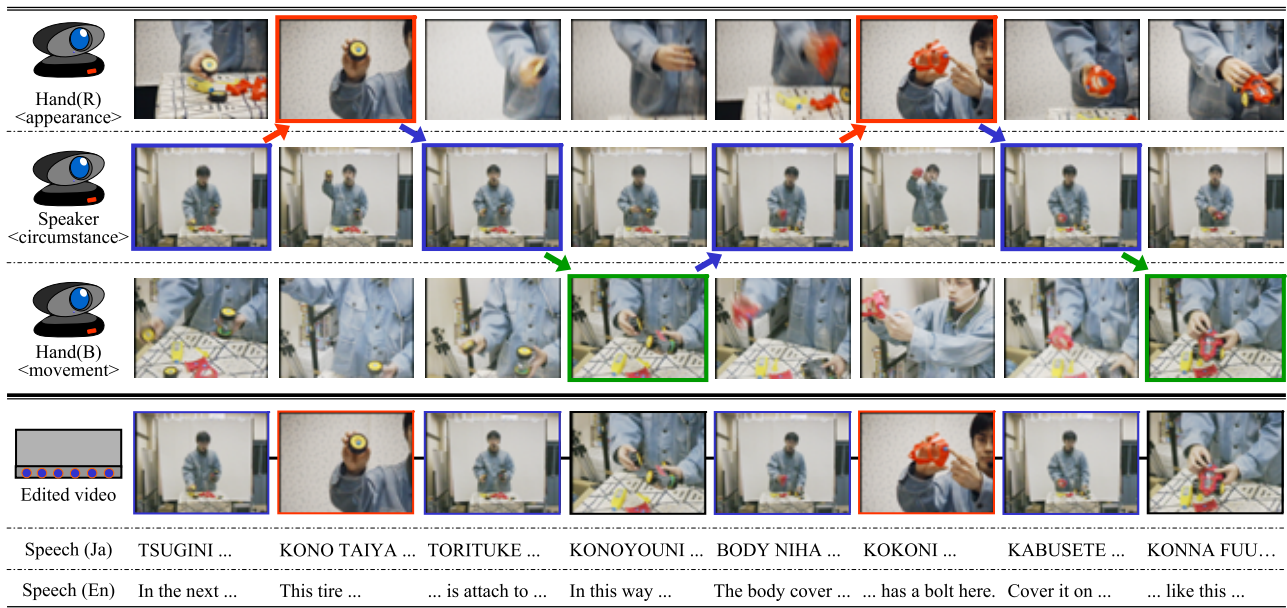 Hand(R)
<appearance>
Speaker
<circumstance>
Hand(B)
<movement>
Edited video
Speech (Ja) TSUGINI ... KONO TAIYA ... TORITUKE ... KONOYOUNI ... BODY NIHA ... KOKONI ... KABUSETE ... KONNA FUU...
Speech (En) In the next ... This tire ... ... is attach to ... In this way ... The body cover ... ... has a bolt here. Cover it on ... ... like this ...